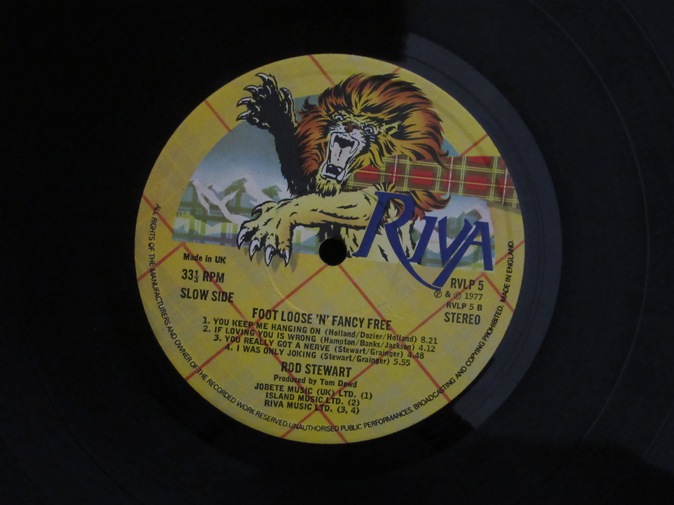 RIVA
Made in UK
33⅓ RPM
SLOW SIDE
RVLP 5
℗ & © 1977
RVLP 5 B
STEREO
FOOT LOOSE 'N' FANCY FREE
1. YOU KEEP ME HANGING ON (Holland/Dozier/Holland) 8.21
2. IF LOVING YOU IS WRONG (Hampton/Banks/Jackson) 4.12
3. YOU REALLY GOT A NERVE (Stewart/Grainger) 4.48
4. I WAS ONLY JOKING (Stewart/Grainger) 5.55
ROD STEWART
Produced by Tom Dowd
JOBETE MUSIC (UK) LTD. (1)
ISLAND MUSIC LTD. (2)
RIVA MUSIC LTD. (3, 4)
ALL RIGHTS OF THE MANUFACTURERS AND OWNER OF THE RECORDED WORK RESERVED. UNAUTHORISED PUBLIC PERFORMANCES, BROADCASTING AND COPYING PROHIBITED. MADE IN ENGLAND.